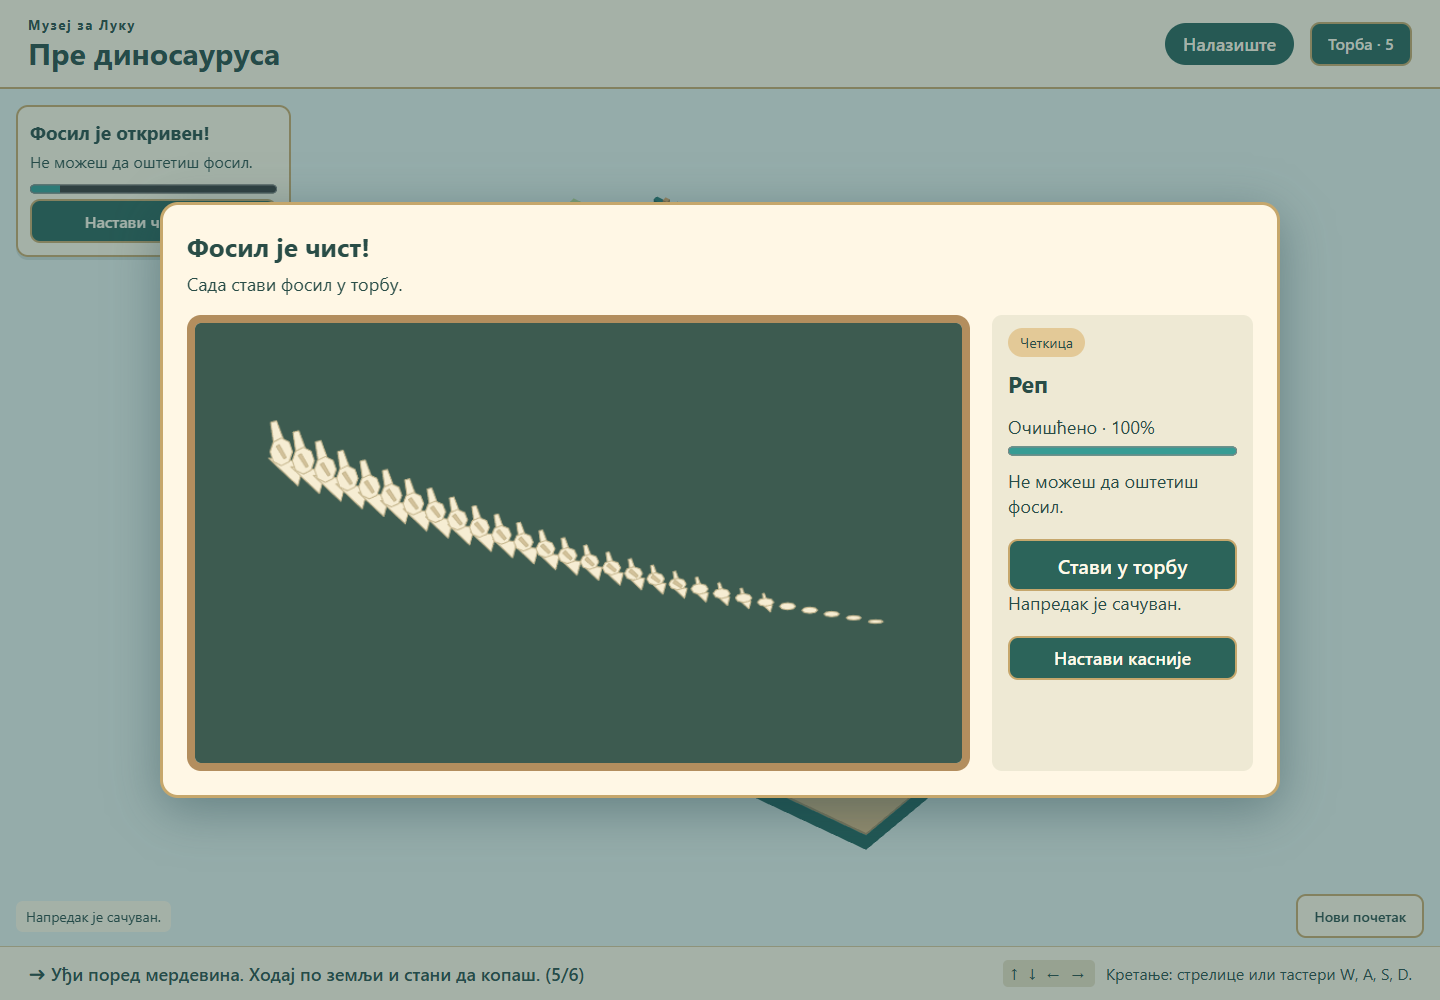 Музеј за Луку
Пре диносауруса
Налазиште
Торба · 5
Фосил је откривен!
Не можеш да оштетиш фосил.
Настави ч
Фосил је чист!
Сада стави фосил у торбу.
Четкица
Реп
Очишћено · 100%
Не можеш да оштетиш
фосил.
Стави у торбу
Напредак је сачуван.
Настави касније
Напредак је сачуван.
Нови почетак
→ Уђи поред мердевина. Ходај по земљи и стани да копаш. (5/6)
↑ ↓ ← → Кретање: стрелице или тастери W, A, S, D.